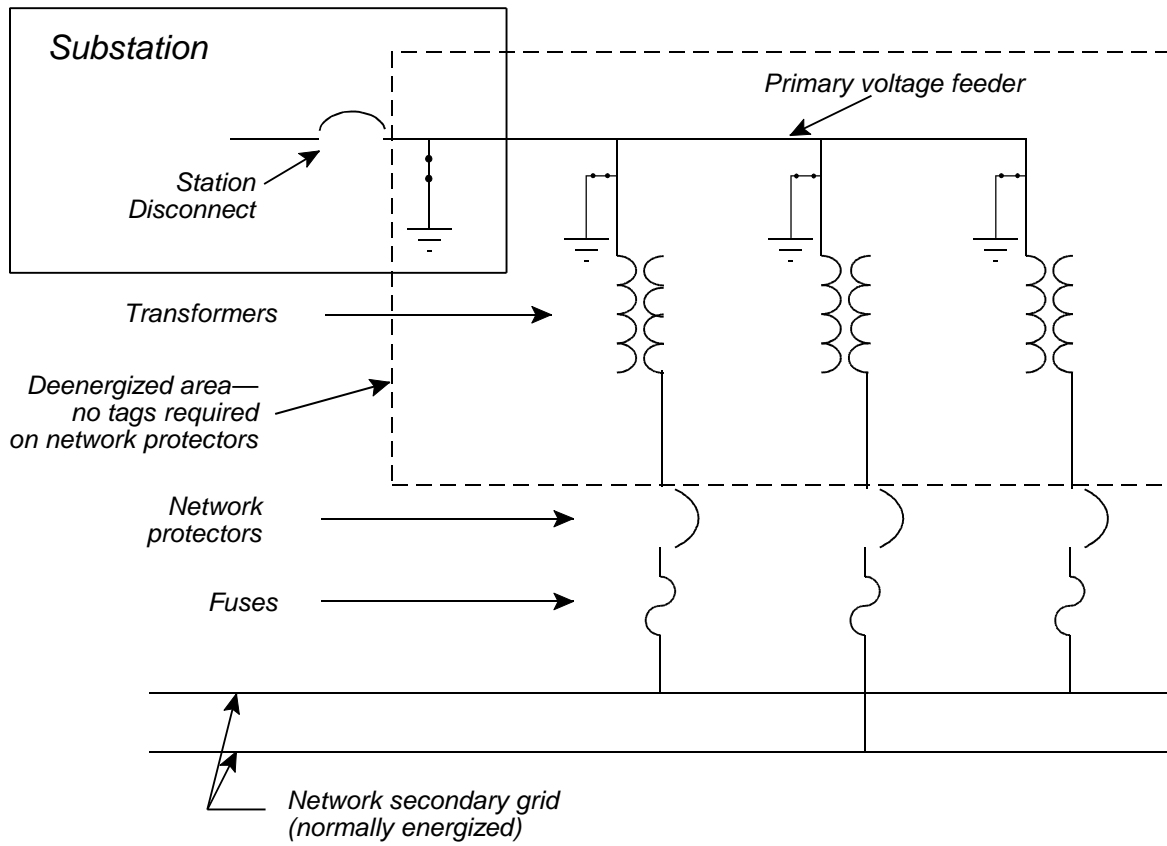 Substation
Primary voltage feeder
Station
Disconnect
Transformers
Deenergized area—
no tags required
on network protectors
Network
protectors
Fuses
Network secondary grid
(normally energized)